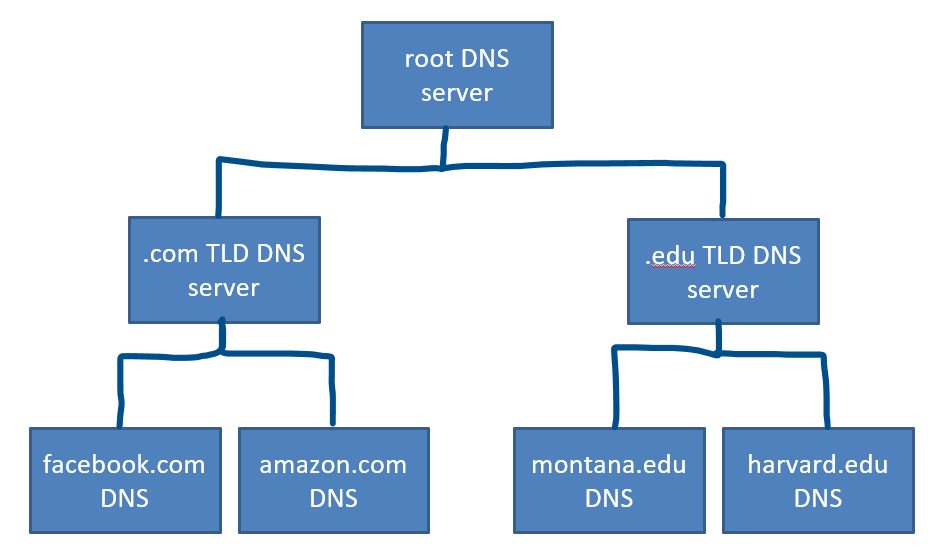 root DNS
server
.com TLD DNS
server
.edu TLD DNS
server
facebook.com
DNS
amazon.com
DNS
montana.edu
DNS
harvard.edu
DNS